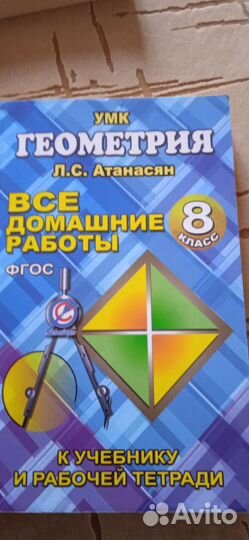 УМК
ГЕОМЕТРИЯ
Л.С. Атанасян
ВСЕ
ДОМАШНИЕ
РАБОТЫ
8
КЛАСС
ФГОС
К УЧЕБНИКУ
И РАБОЧЕЙ ТЕТРАДИ
Avito